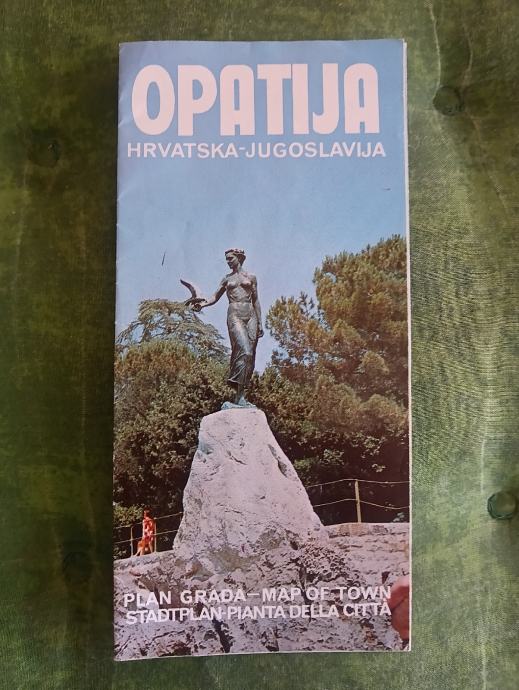 OPATIJA
HRVATSKA-JUGOSLAVIJA
PLAN GRADA—MAP OF TOWN
STADTPLAN-PIANTA DELLA CITTÀ